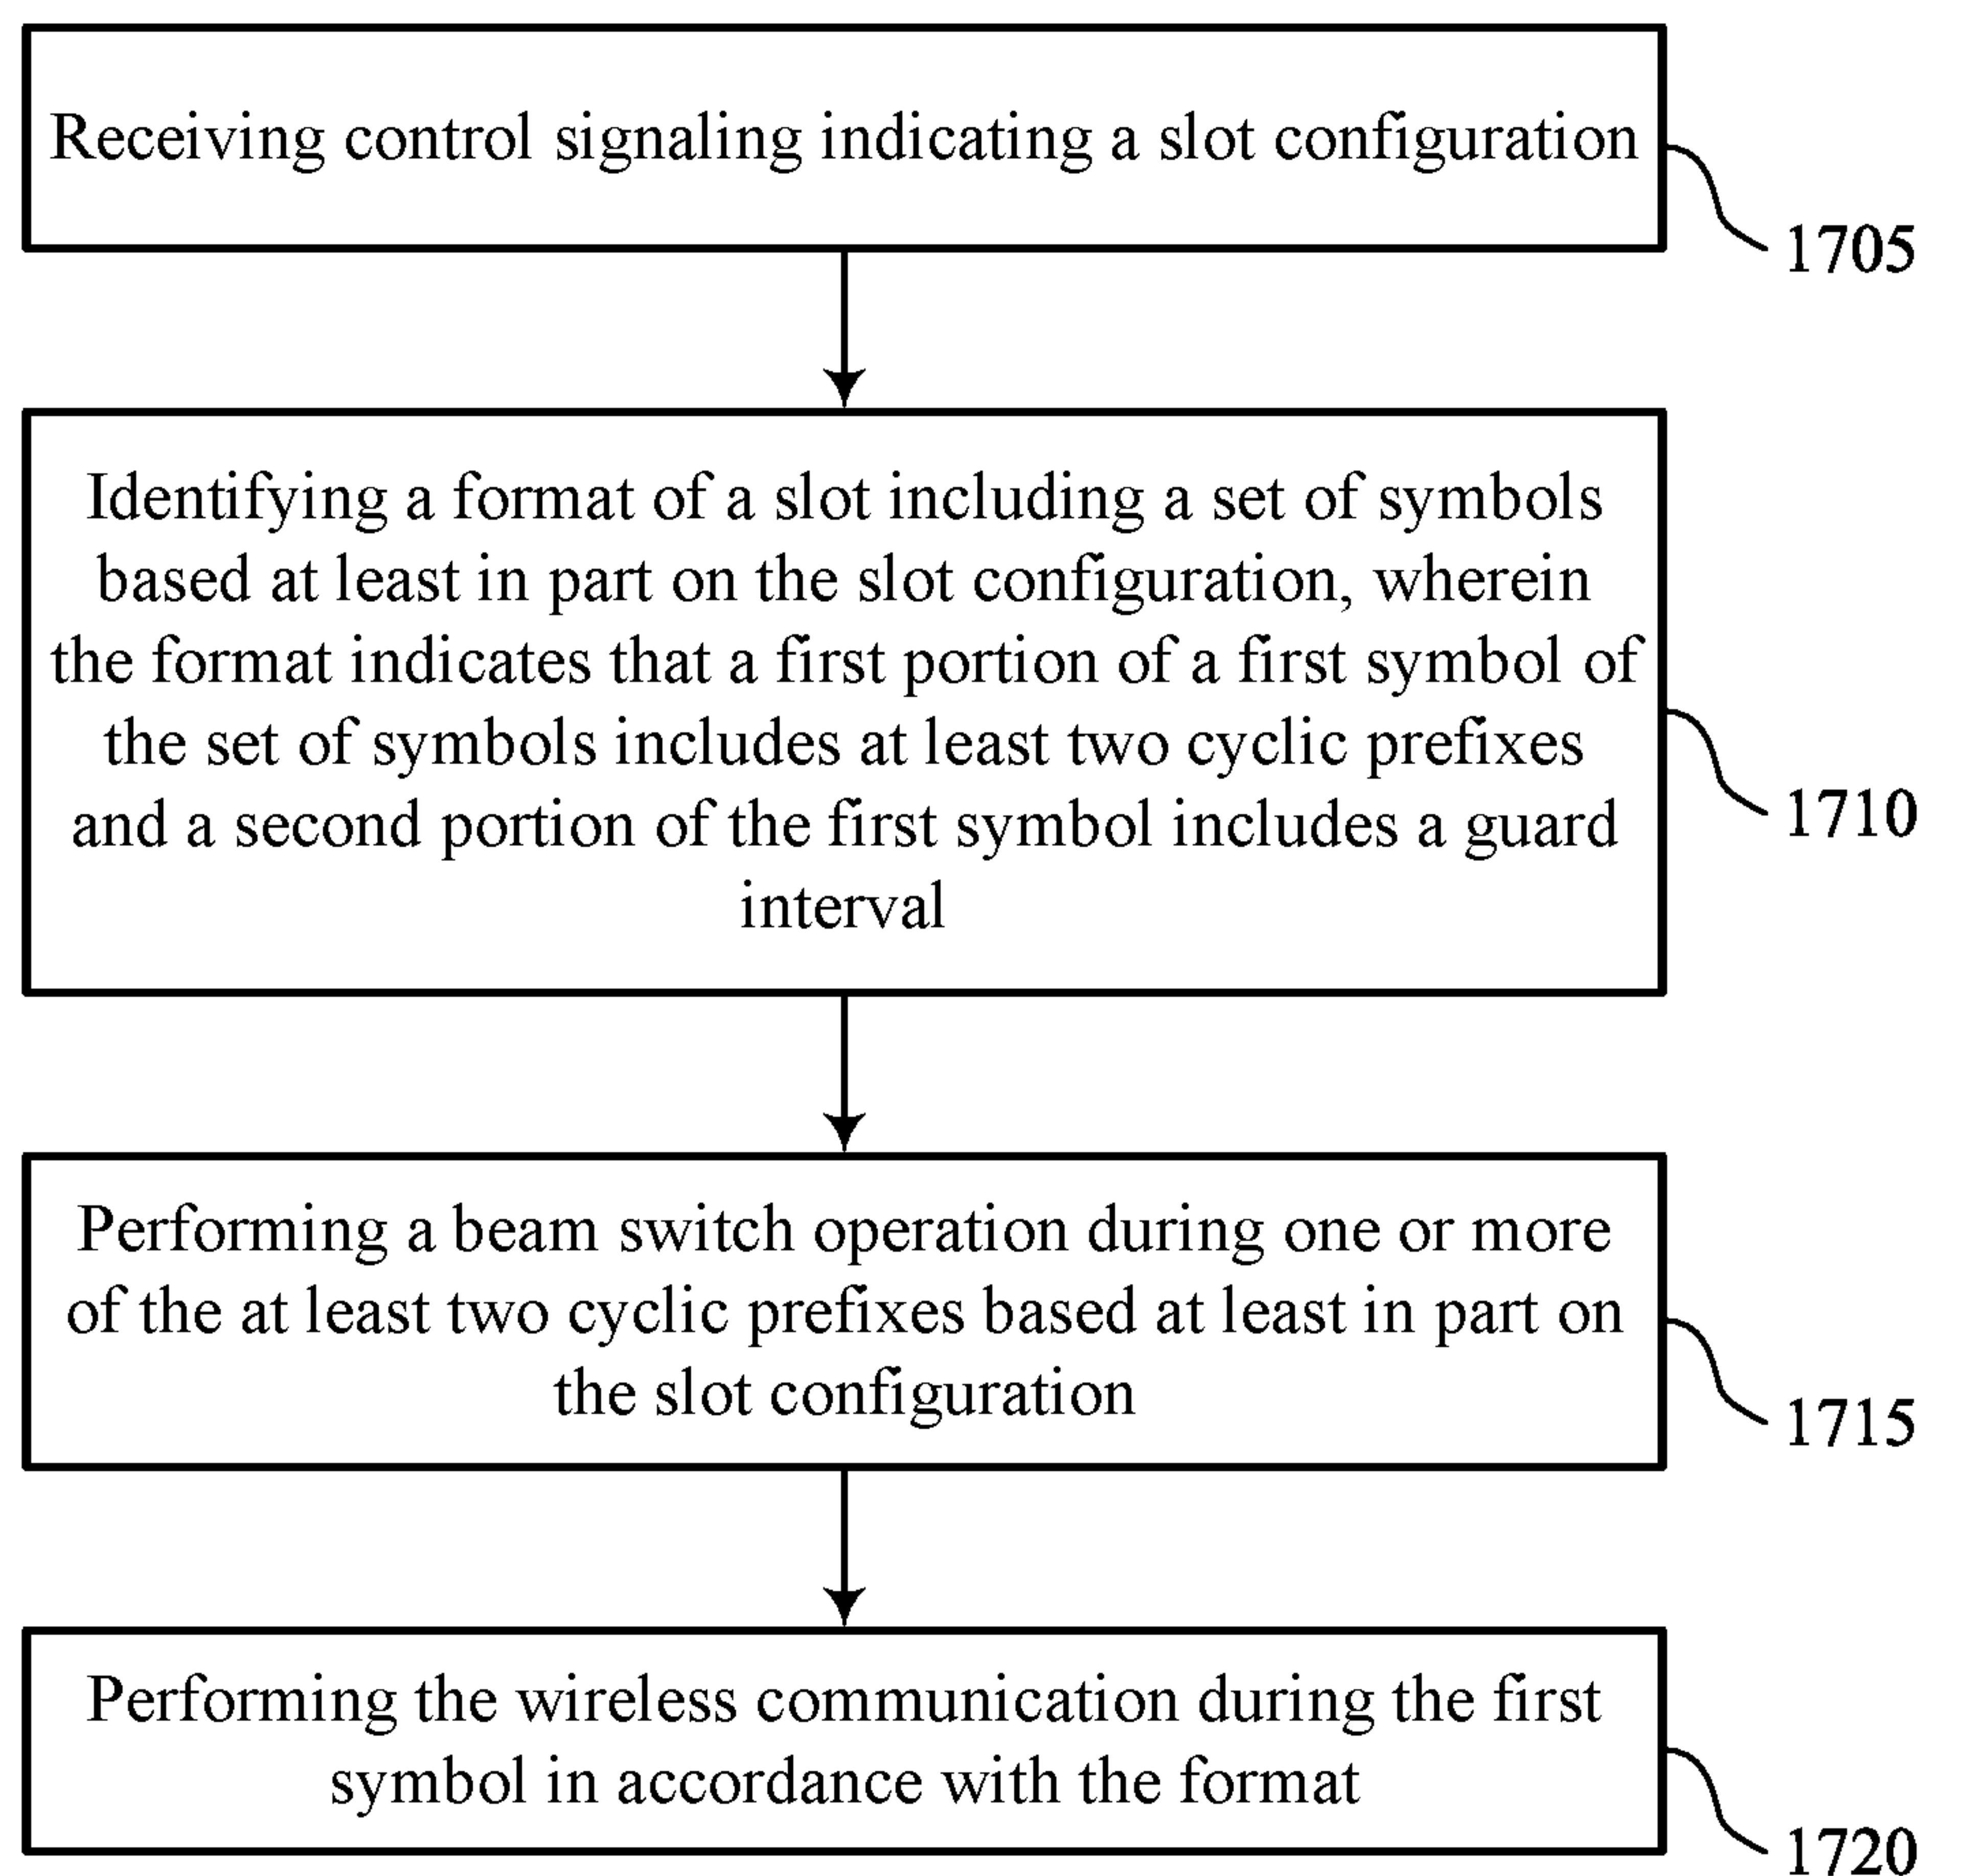 Receiving control signaling indicating a slot configuration
1705
Identifying a format of a slot including a set of symbols
based at least in part on the slot configuration, wherein
the format indicates that a first portion of a first symbol of
the set of symbols includes at least two cyclic prefixes
and a second portion of the first symbol includes a guard
interval
1710
Performing a beam switch operation during one or more
of the at least two cyclic prefixes based at least in part on
the slot configuration
1715
Performing the wireless communication during the first
symbol in accordance with the format
1720